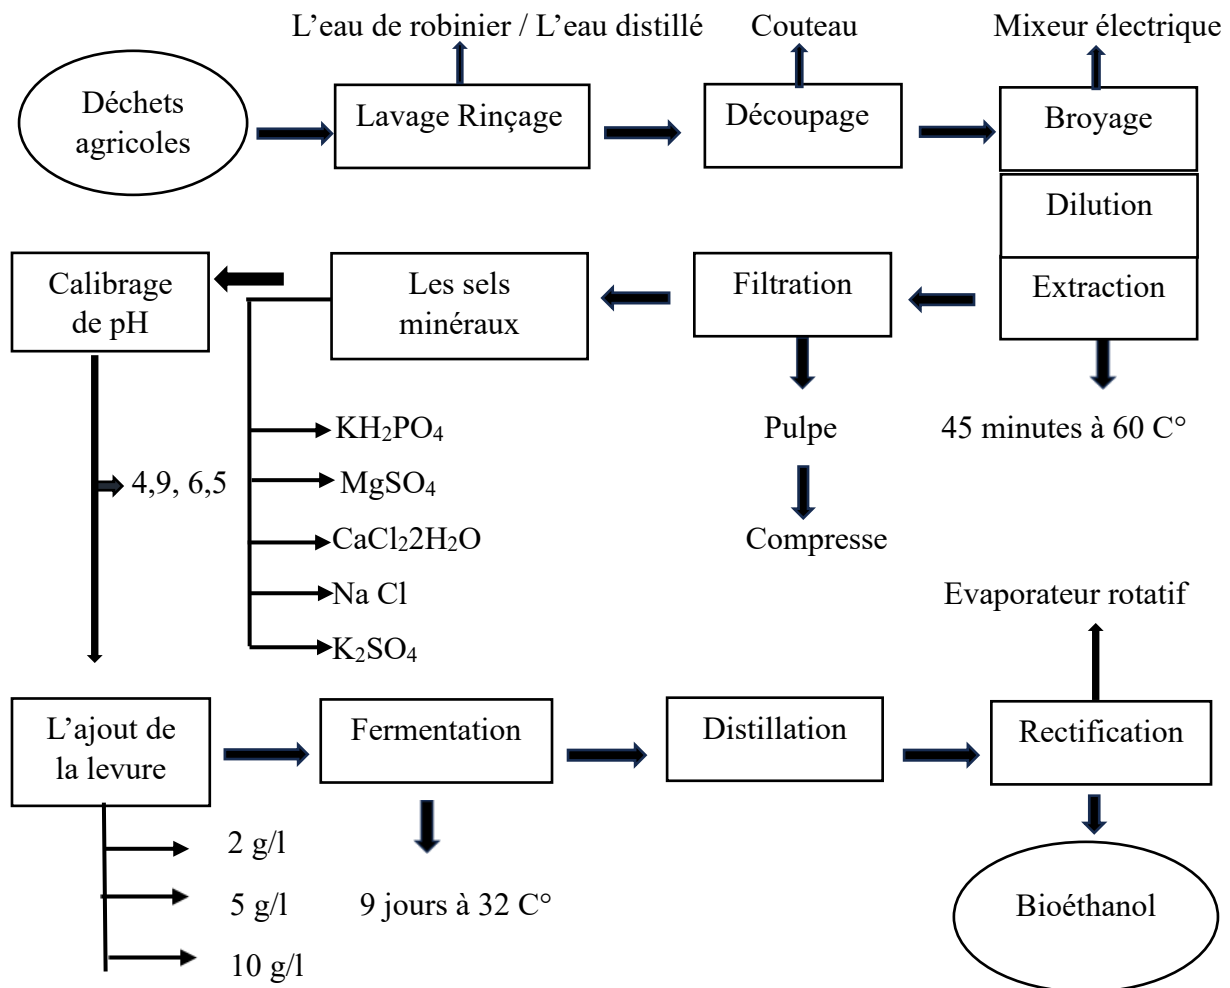 L'eau de robinier / L'eau distillé
Couteau
Mixeur électrique
Déchets
agricoles
Lavage Rinçage
Découpage
Broyage
Dilution
Extraction
Filtration
Les sels
minéraux
Calibrage
de pH
KH₂PO₄
MgSO₄
CaCl₂2H₂O
Na Cl
K₂SO₄
Pulpe
Compresse
45 minutes à 60 C°
4,9, 6,5
Evaporateur rotatif
L'ajout de
la levure
Fermentation
Distillation
Rectification
2 g/l
5 g/l
10 g/l
9 jours à 32 C°
Bioéthanol